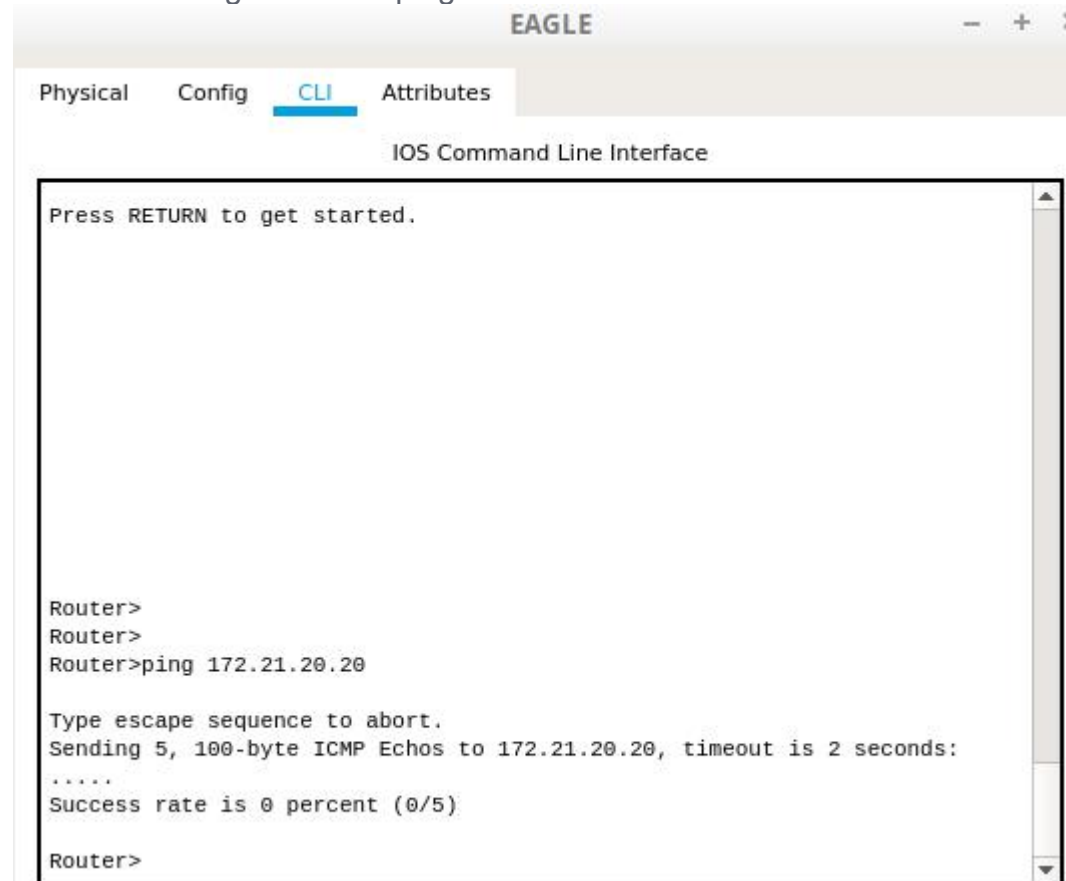 EAGLE
Physical Config CLI Attributes
IOS Command Line Interface
Press RETURN to get started.
Router>
Router>
Router>ping 172.21.20.20
Type escape sequence to abort.
Sending 5, 100-byte ICMP Echos to 172.21.20.20, timeout is 2 seconds:
.....
Success rate is 0 percent (0/5)
Router>